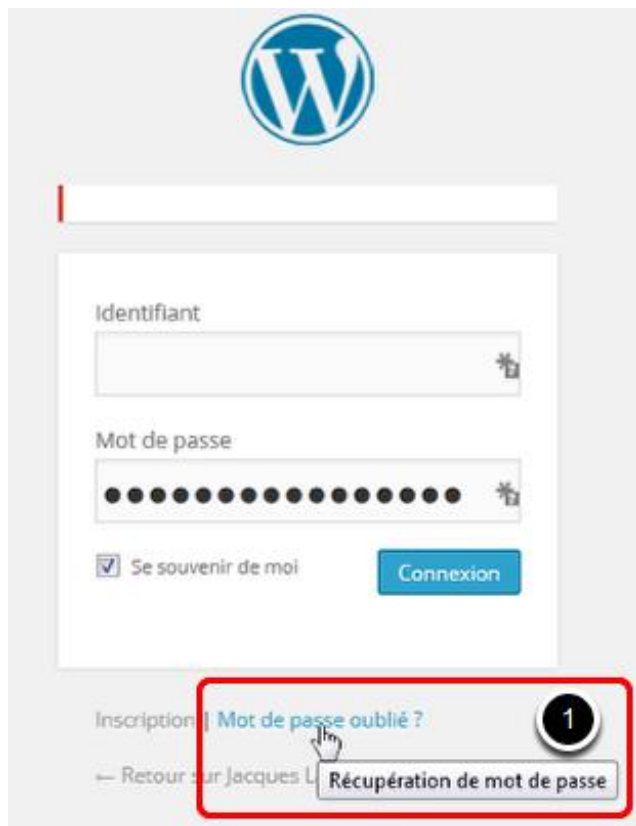 Identifiant
Mot de passe
Se souvenir de moi
Connexion
Inscription | Mot de passe oublié ?
1
← Retour sur Jacques
Récupération de mot de passe